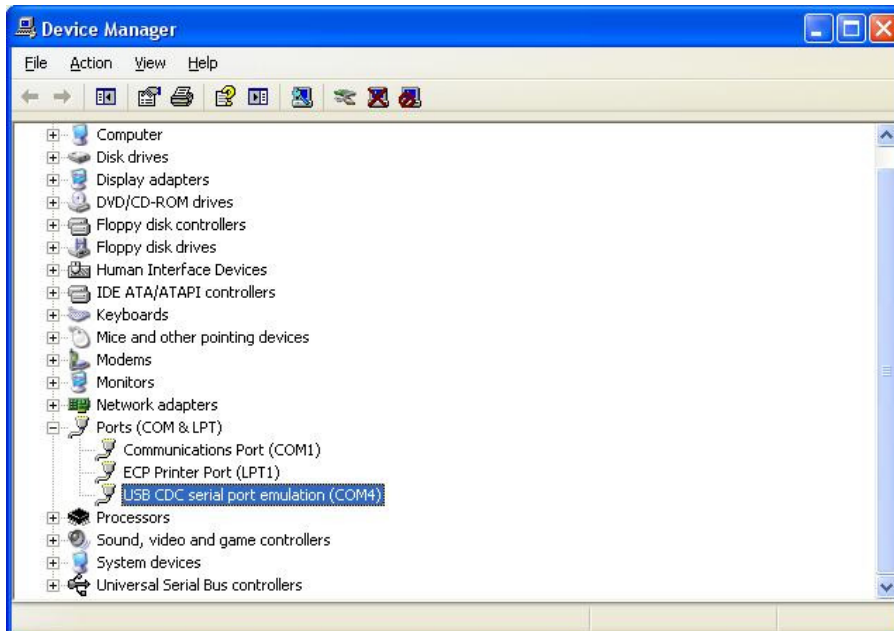 Device Manager
File Action View Help
Computer
Disk drives
Display adapters
DVD/CD-ROM drives
Floppy disk controllers
Floppy disk drives
Human Interface Devices
IDE ATA/ATAPI controllers
Keyboards
Mice and other pointing devices
Modems
Monitors
Network adapters
Ports (COM & LPT)
Communications Port (COM1)
ECP Printer Port (LPT1)
USB CDC serial port emulation (COM4)
Processors
Sound, video and game controllers
System devices
Universal Serial Bus controllers